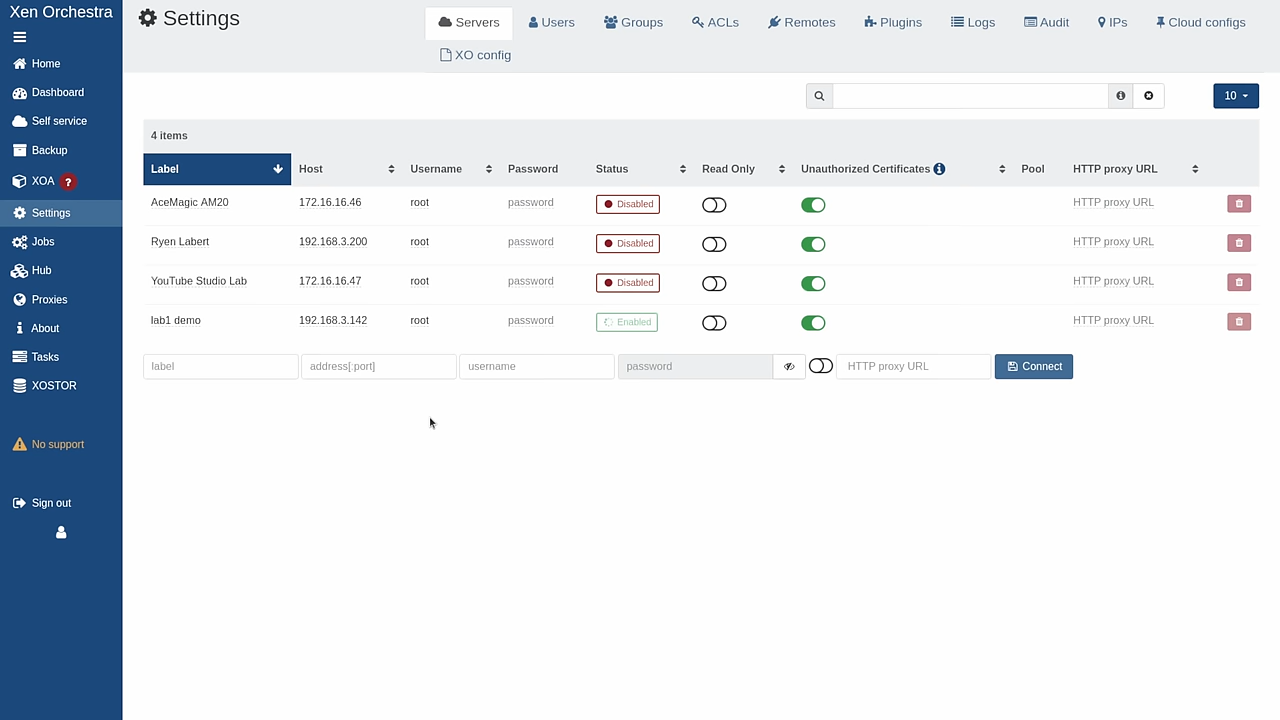 Xen Orchestra
Home
Dashboard
Self service
Backup
XOA ?
Settings
Jobs
Hub
Proxies
About
Tasks
XOSTOR
No support
Sign out
Settings
Servers Users Groups ACLs Remotes Plugins Logs Audit IPs Cloud configs
XO config
10
4 items
Label Host Username Password Status Read Only Unauthorized Certificates Pool HTTP proxy URL
AceMagic AM20 172.16.16.46 root password Disabled HTTP proxy URL
Ryen Labert 192.168.3.200 root password Disabled HTTP proxy URL
YouTube Studio Lab 172.16.16.47 root password Disabled HTTP proxy URL
lab1 demo 192.168.3.142 root password Enabled HTTP proxy URL
label address[:port] username password HTTP proxy URL Connect